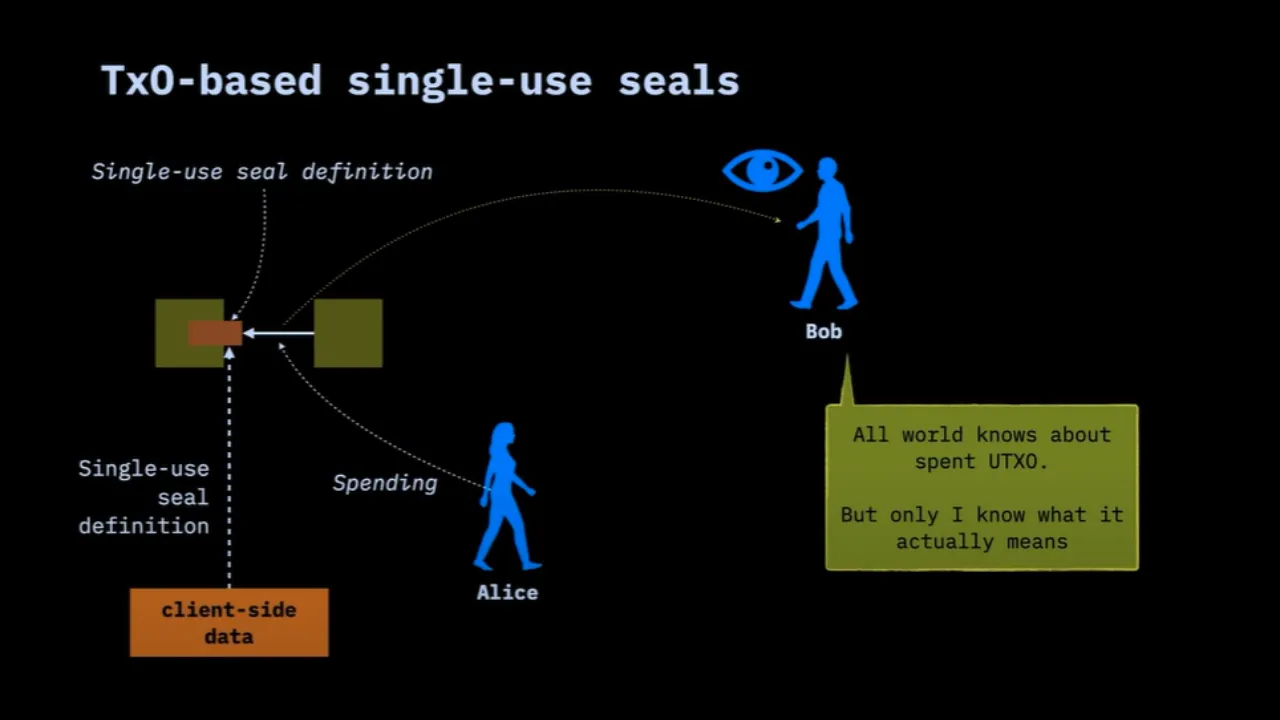 TxO-based single-use seals
Single-use seal definition
Bob
All world knows about
spent UTXO.
But only I know what it
actually means
Single-use
seal
definition
Spending
Alice
client-side
data